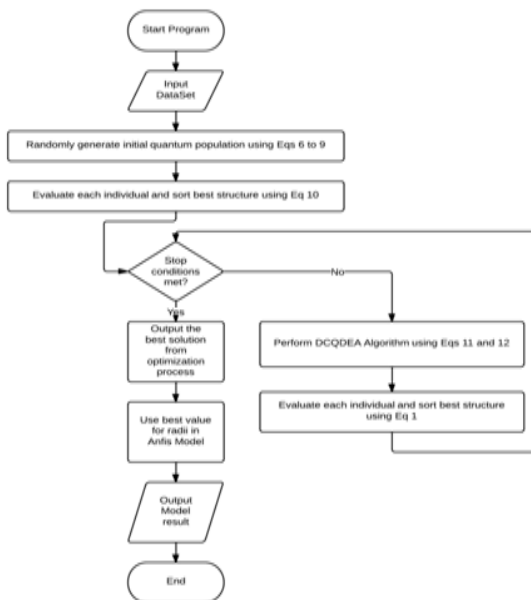 Start Program
Input
DataSet
Randomly generate initial quantum population using Eqs 6 to 9
Evaluate each individual and sort best structure using Eq 10
Stop
conditions
met?
No
Yes
Output the
best solution
from
optimization
process
Perform DCQDEA Algorithm using Eqs 11 and 12
Evaluate each individual and sort best structure
using Eq 1
Use best value
for radii in
Anfis Model
Output
Model
result
End